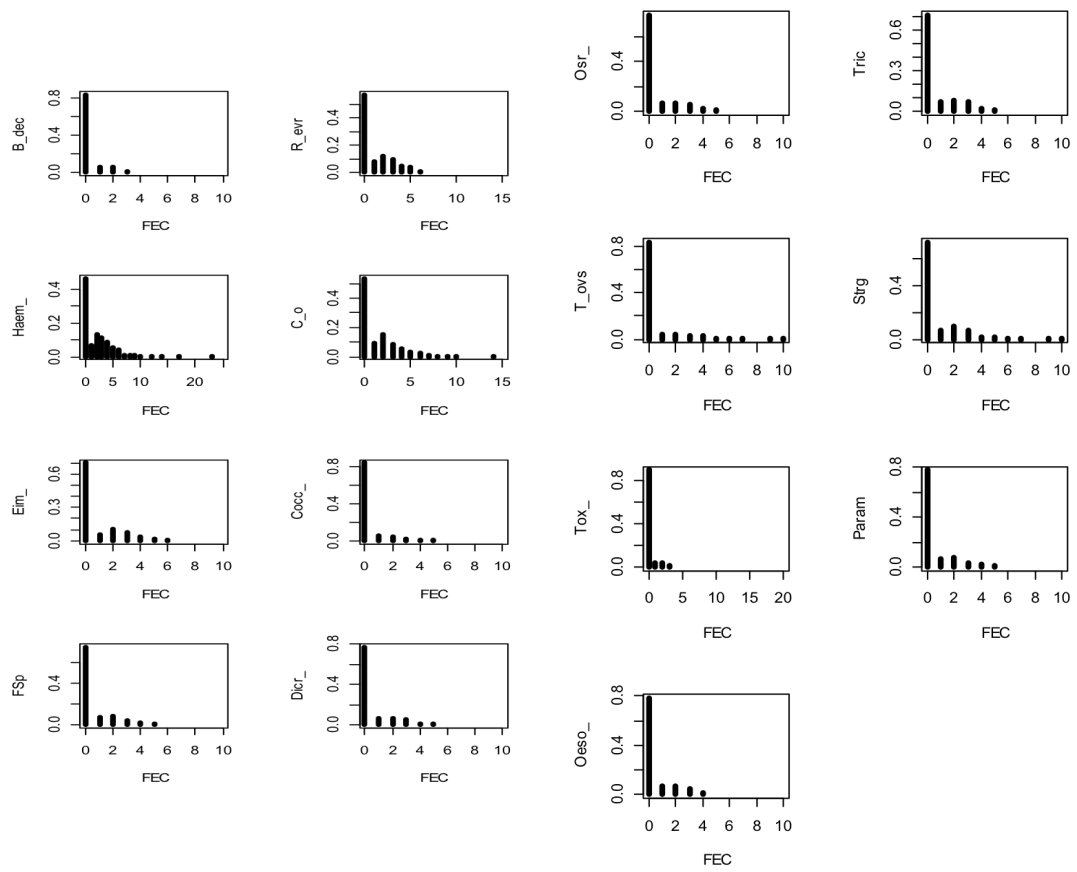 B_dec
0.0 0.4 0.8
0 2 4 6 8 10
FEC
R_evr
0.0 0.2 0.4
0 5 10 15
FEC
Haem_
0.0 0.2 0.4
0 5 10 20
FEC
C_o
0.0 0.2 0.4
0 5 10 15
FEC
Eim_
0.0 0.3 0.6
0 2 4 6 8 10
FEC
Cocc_
0.0 0.4 0.8
0 2 4 6 8 10
FEC
FSp
0.0 0.4
0 2 4 6 8 10
FEC
Dicr_
0.0 0.4 0.8
0 2 4 6 8 10
FEC
Osr_
0.0 0.4
0 2 4 6 8 10
FEC
Tric
0.0 0.3 0.6
0 2 4 6 8 10
FEC
T_ovs
0.0 0.4 0.8
0 2 4 6 8 10
FEC
Strg
0.0 0.4
0 2 4 6 8 10
FEC
Tox_
0.0 0.4 0.8
0 5 10 15 20
FEC
Param
0.0 0.4 0.8
0 2 4 6 8 10
FEC
Oeso_
0.0 0.4 0.8
0 2 4 6 8 10
FEC